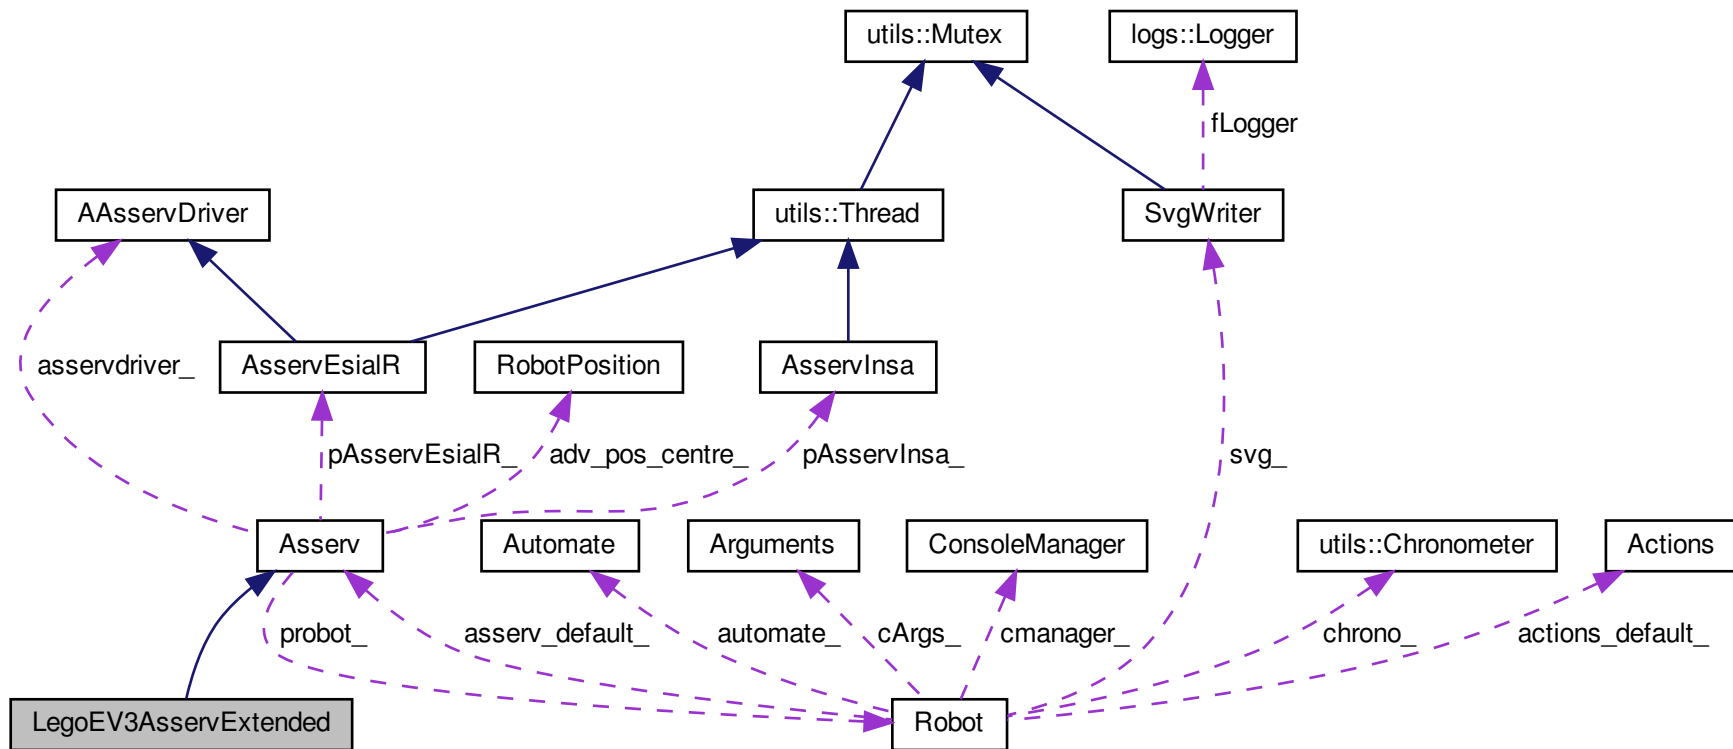 utils::Mutex
logs::Logger
fLogger
AAsservDriver
utils::Thread
SvgWriter
asservdriver_
AsservEsialR
RobotPosition
AsservInsa
pAsservEsialR_
adv_pos_centre_
pAsservInsa_
svg_
Asserv
Automate
Arguments
ConsoleManager
utils::Chronometer
Actions
probot_
asserv_default_
automate_
cArgs_
cmanager_
chrono_
actions_default_
LegoEV3AsservExtended
Robot